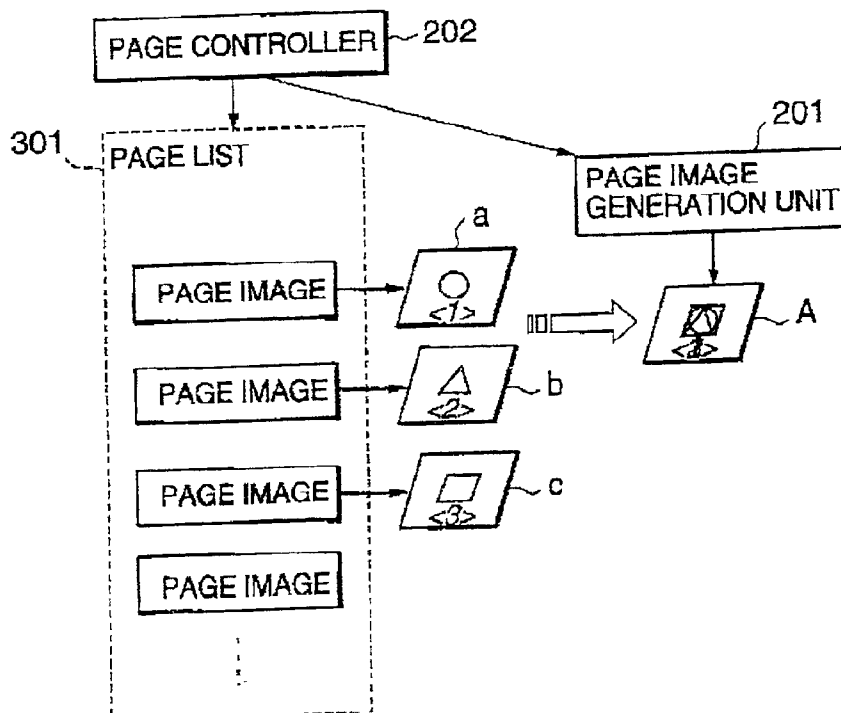 PAGE CONTROLLER
202
301
PAGE LIST
201
PAGE IMAGE
GENERATION UNIT
a
PAGE IMAGE
<1>
A
PAGE IMAGE
<2>
b
PAGE IMAGE
<3>
c
PAGE IMAGE